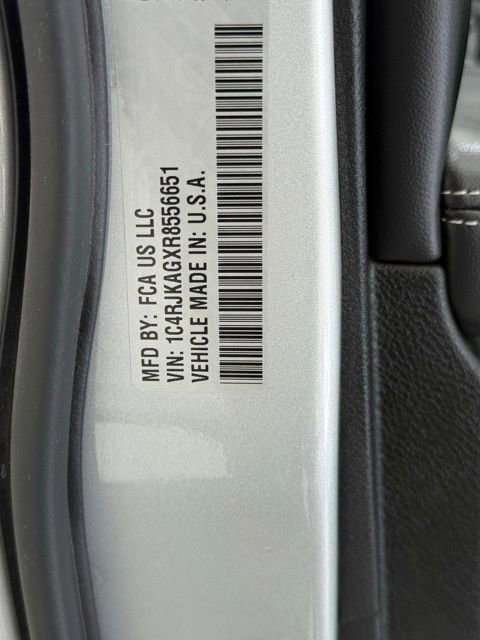 MFD BY: FCA US LLC
VIN: 1C4RJKAGXR8556651
VEHICLE MADE IN: U.S.A.